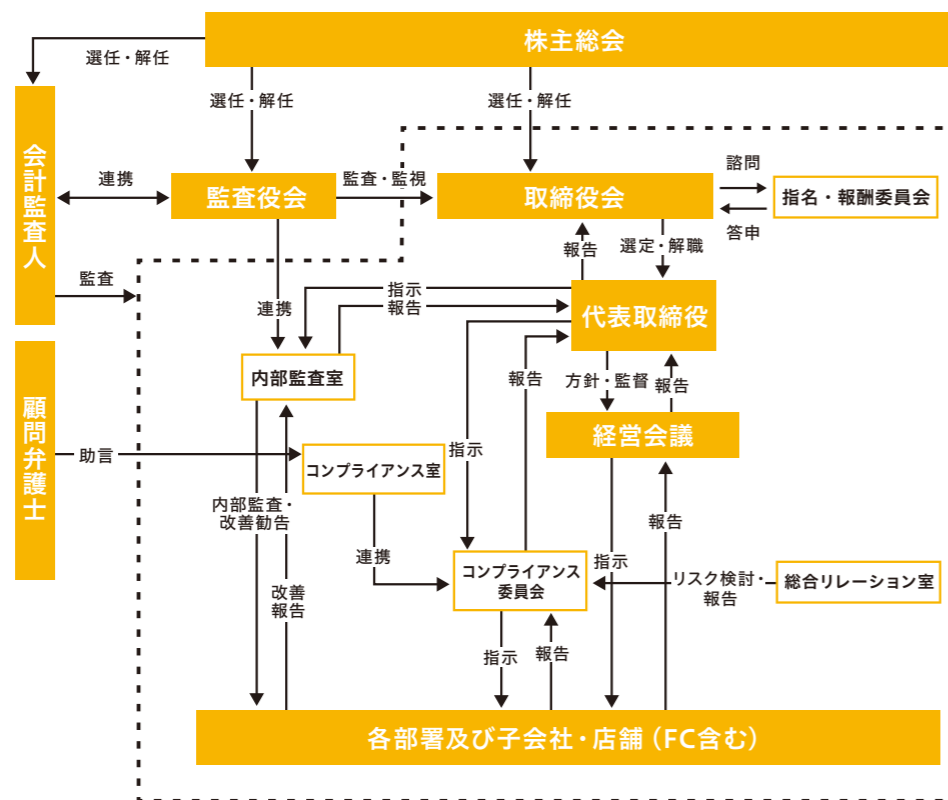 株主総会
選任・解任
選任・解任
選任・解任
会計監査人
連携
監査役会
監査・監視
取締役会
諮問
答申
指名・報酬委員会
監査
連携
報告
選定・解職
指示
報告
代表取締役
内部監査室
報告
方針・監督
報告
顧問弁護士
助言
コンプライアンス室
指示
経営会議
内部監査・
改善勧告
連携
報告
改善
報告
コンプライアンス
委員会
指示
リスク検討・
報告
総合リレーション室
指示
報告
各部署及び子会社・店舗（FC含む）